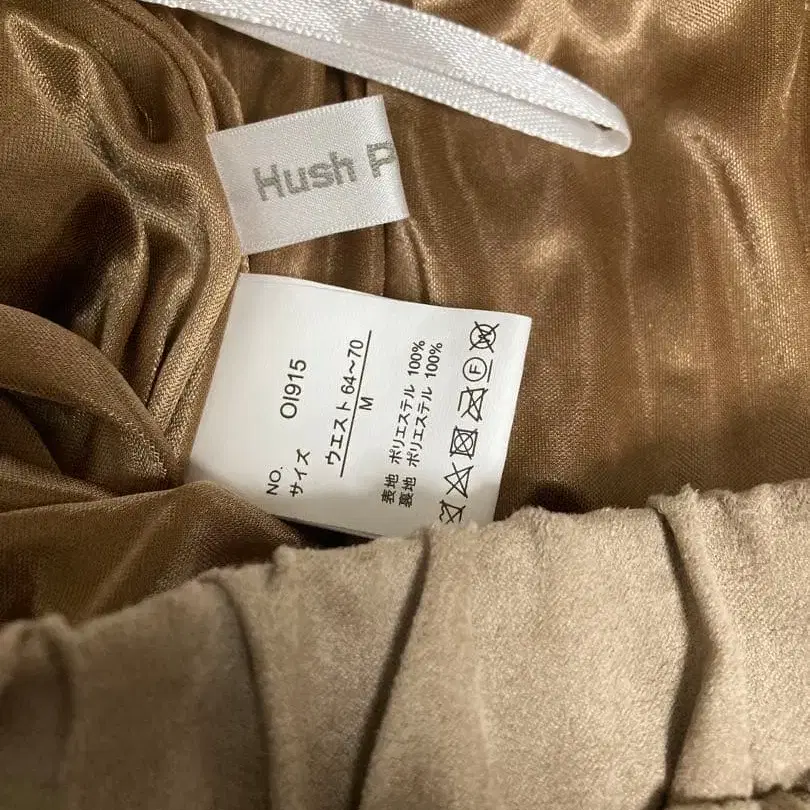 Hush P
NO. OI915
サイズ ウエスト 64～70
M
表地 ポリエステル 100%
裏地 ポリエステル 100%
F